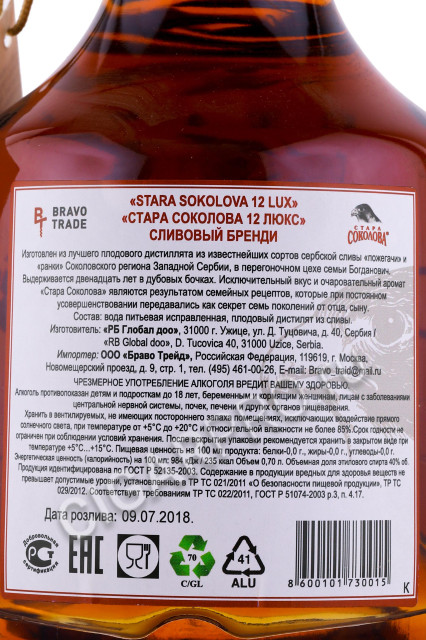 BRAVO
TRADE
«STARA SOKOLOVA 12 LUX»
«СТАРА СОКОЛОВА 12 ЛЮКС»
СЛИВОВЫЙ БРЕНДИ
СТАРА
СОКОЛОВА
Изготовлен из лучшего плодового дистиллята из известнейших сортов сербской сливы «пожегачи» и
«ранки» Соколовского региона Западной Сербии, в перегоночном цехе семьи Богданович.
Выдерживается двенадцать лет в дубовых бочках. Исключительный вкус и очаровательный аромат
«Стара Соколова» являются результатом семейных рецептов, которые при постоянном
усовершенствовании передавались как секрет семь поколений от отца, сыну.
Состав: вода питьевая исправленная, плодовый дистиллят из сливы.
Изготовитель: «РБ Глобал доо», 31000 г. Ужице, ул. Д. Туцовича, д. 40, Сербия /
«RB Global doo», D. Tucovica 40, 31000 Uzice, Serbia.
Импортер: ООО «Браво Трейд», Российская Федерация, 119619, г. Москва,
Новомещерский проезд, д. 9, стр. 1, тел. (495) 461-00-26, E-mail: Bravo_traid@mail.ru
ЧРЕЗМЕРНОЕ УПОТРЕБЛЕНИЕ АЛКОГОЛЯ ВРЕДИТ ВАШЕМУ ЗДОРОВЬЮ.
Алкоголь противопоказан детям и подросткам до 18 лет, беременным и кормящим женщинам, лицам с заболеваниями
центральной нервной системы, почек, печени и других органов пищеварения.
Хранить в вентилируемых, не имеющих постороннего запаха помещениях, исключающих воздействие прямого
солнечного света, при температуре от +5°С до +20°С и относительной влажности не более 85%.Срок годности не
ограничен при соблюдении условий хранения. После вскрытия упаковки рекомендуется хранить в закрытом виде при
температуре +5°С...+15°С. Пищевая ценность на 100 мл продукта: белки-0,0 г., жиры-0,0 г., углеводы-0,0 г.
Энергетическая ценность (калорийность) на 100 мл: 984 кДж / 235 ккал Объем 0,70 л. Объемная доля этилового спирта 40% об.
Продукция идентифицирована по ГОСТ Р 52135-2003. Содержание в продукции вредных для здоровья веществ не
превышает допустимые уровни, установленные ТР ТС 021/2011 «О безопасности пищевой продукции», ТР ТС
029/2012. Соответствует требованиям ТР ТС 022/2011, ГОСТ Р 51074-2003 р.3, п. 4.17.
Дата розлива: 09.07.2018.
Добровольная
сертификация
EAC
70
C/GL
41
ALU
8 600101 730015
К